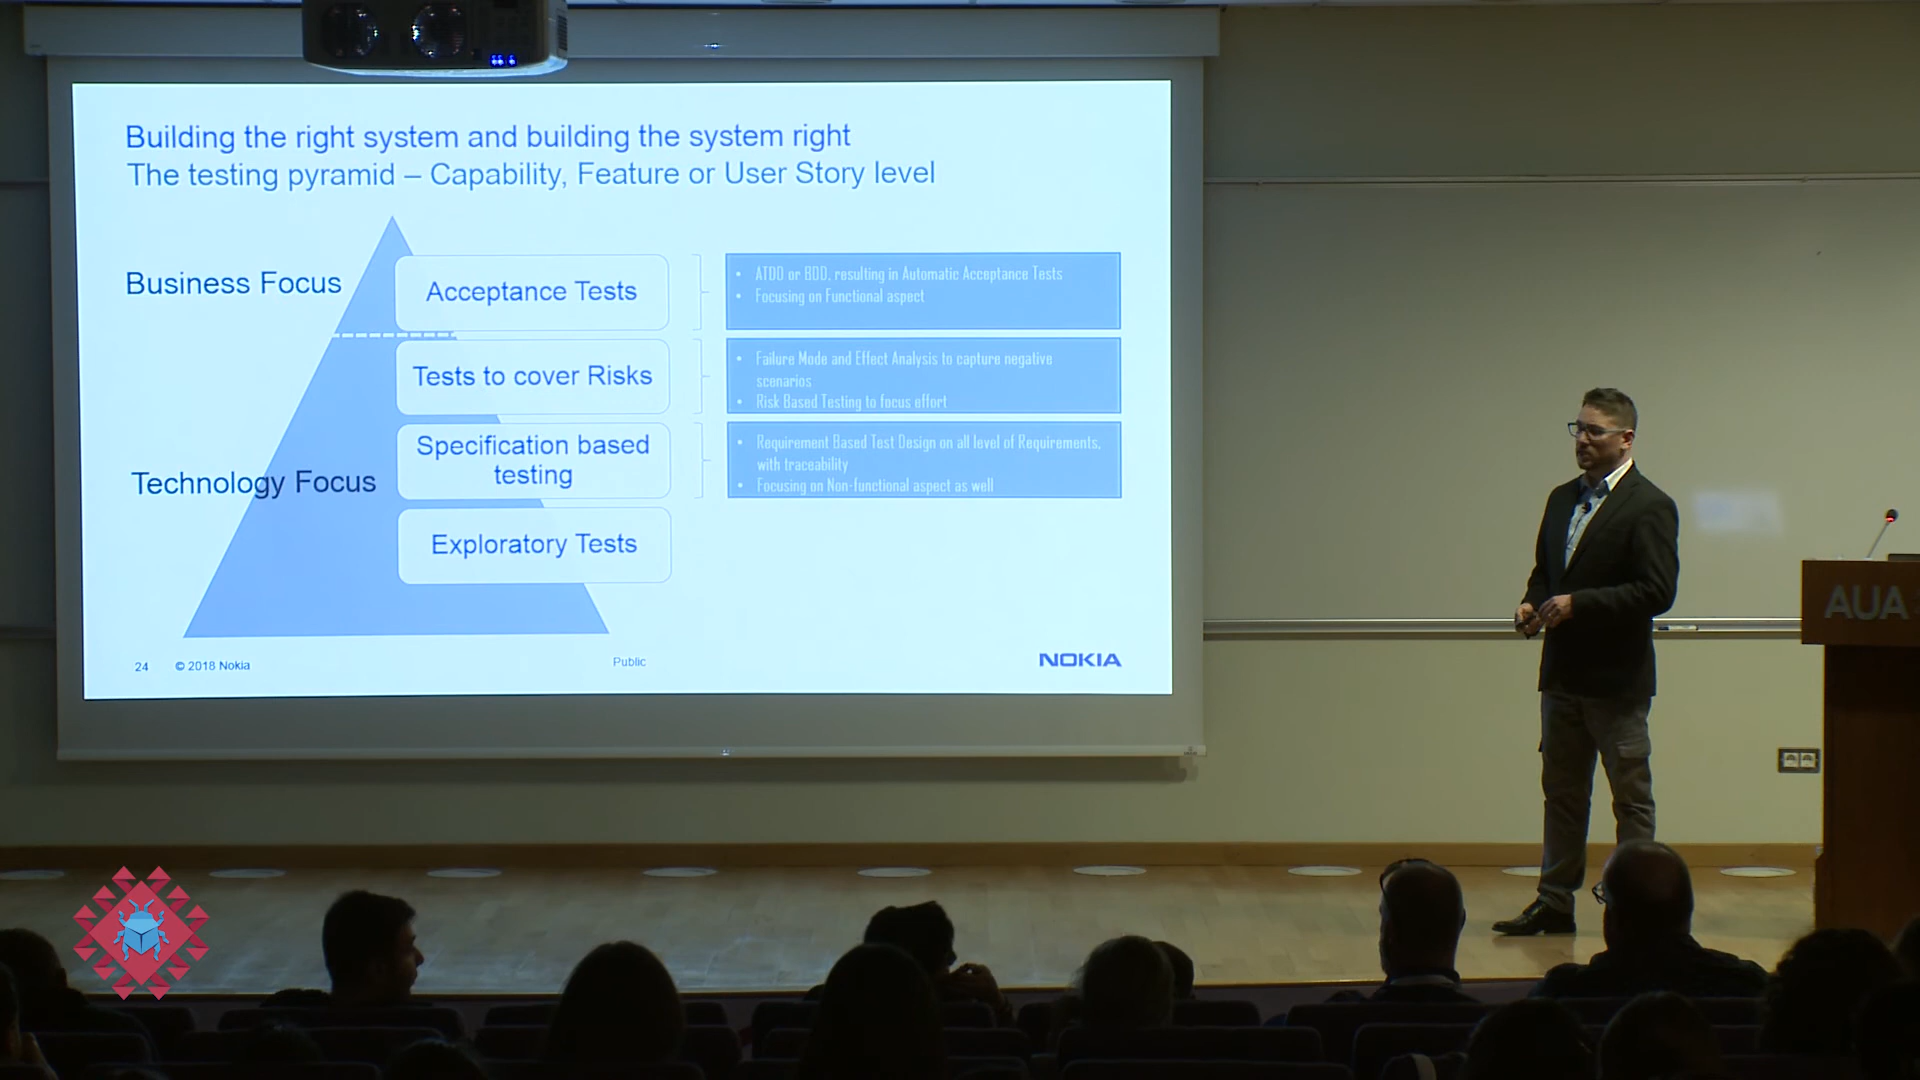 Building the right system and building the system right
The testing pyramid – Capability, Feature or User Story level
Business Focus
Acceptance Tests
• ATDD or BDD, resulting in Automatic Acceptance Tests
• Focusing on Functional aspect
Tests to cover Risks
• Failure Mode and Effect Analysis to capture negative
scenarios
• Risk Based Testing to focus effort
Technology Focus
Specification based
testing
• Requirement Based Test Design on all level of Requirements,
with traceability
• Focusing on Non-functional aspect as well
Exploratory Tests
24 © 2018 Nokia
Public
NOKIA
AUA